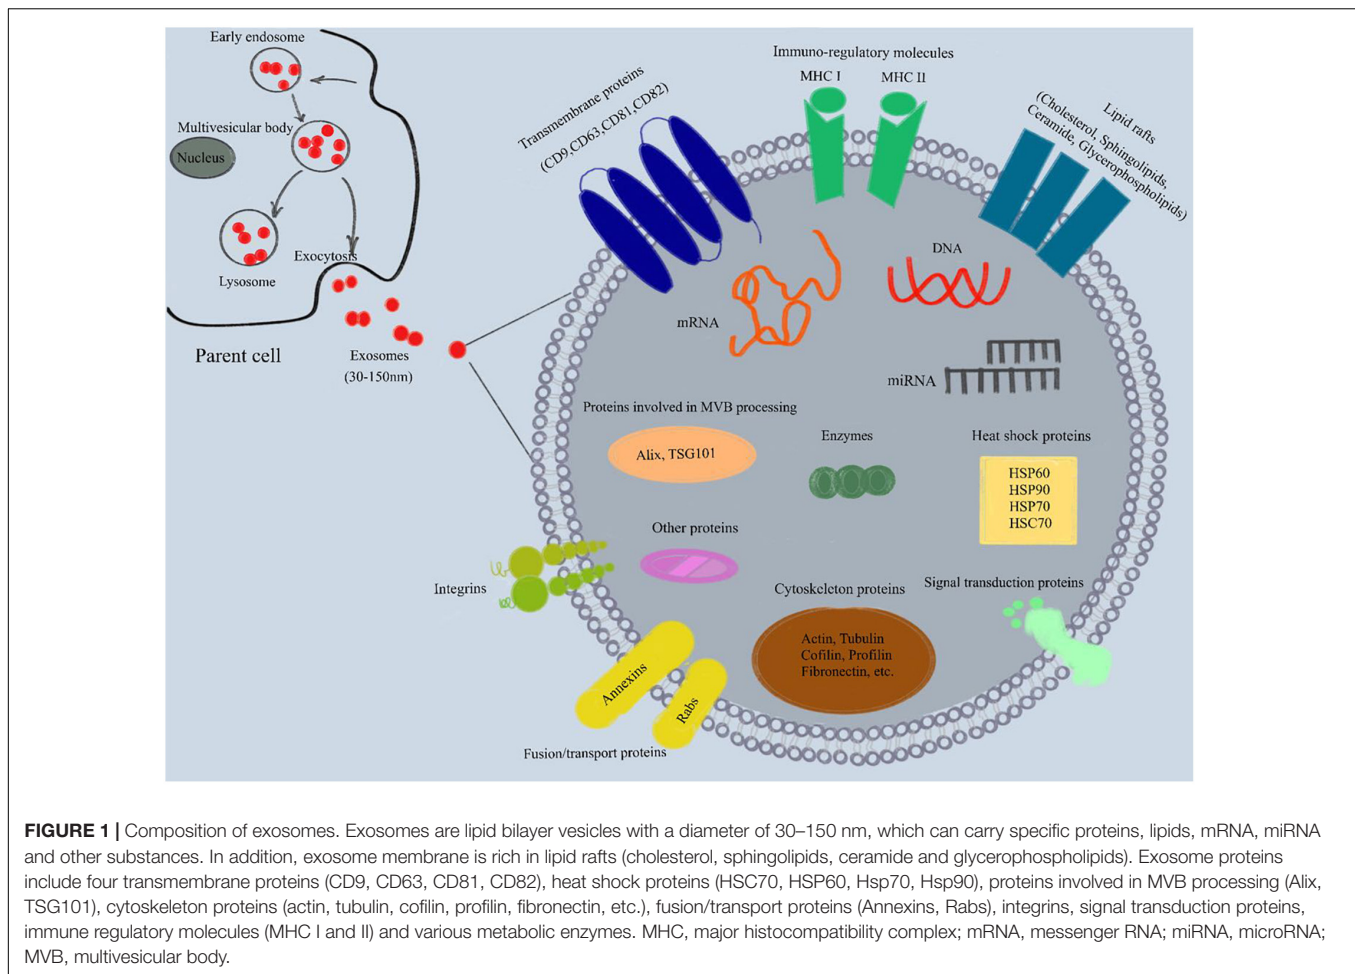 Early endosome
Multivesicular body
Nucleus
Lysosome
Exocytosis
Parent cell
Exosomes
(30-150nm)
Transmembrane proteins
(CD9,CD63,CD81,CD82)
Immuno-regulatory molecules
MHC I
MHC II
Lipid rafts
(Cholesterol, Sphingolipids,
Ceramide, Glycerophospholipids)
mRNA
DNA
miRNA
Proteins involved in MVB processing
Alix, TSG101
Enzymes
Heat shock proteins
HSP60
HSP90
HSP70
HSC70
Other proteins
Integrins
Cytoskeleton proteins
Actin, Tubulin
Cofilin, Profilin
Fibronectin, etc.
Signal transduction proteins
Annexins
Rabs
Fusion/transport proteins
FIGURE 1 | Composition of exosomes. Exosomes are lipid bilayer vesicles with a diameter of 30–150 nm, which can carry specific proteins, lipids, mRNA, miRNA
and other substances. In addition, exosome membrane is rich in lipid rafts (cholesterol, sphingolipids, ceramide and glycerophospholipids). Exosome proteins
include four transmembrane proteins (CD9, CD63, CD81, CD82), heat shock proteins (HSC70, HSP60, Hsp70, Hsp90), proteins involved in MVB processing (Alix,
TSG101), cytoskeleton proteins (actin, tubulin, cofilin, profilin, fibronectin, etc.), fusion/transport proteins (Annexins, Rabs), integrins, signal transduction proteins,
immune regulatory molecules (MHC I and II) and various metabolic enzymes. MHC, major histocompatibility complex; mRNA, messenger RNA; miRNA, microRNA;
MVB, multivesicular body.